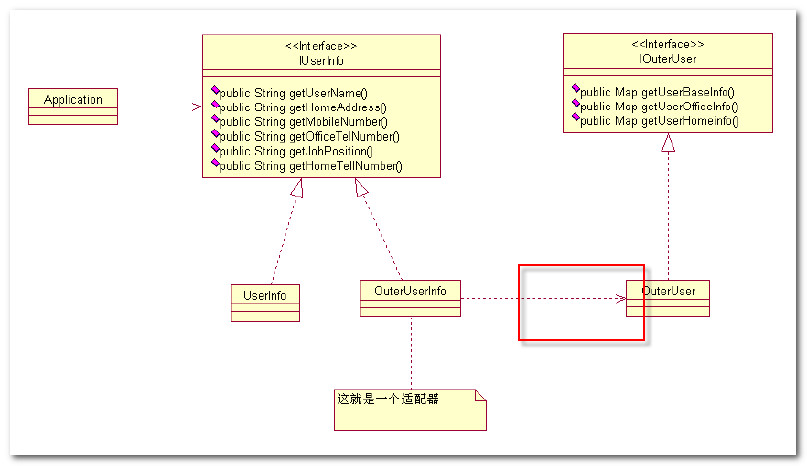 Application
<<Interface>>
IUserInfo
public String getUserName()
public String getHomeAddress()
public String getMobileNumber()
public String getOfficeTelNumber()
public String getJobPosition()
public String getHomeTellNumber()
<<Interface>>
IOuterUser
public Map getUserBaseInfo()
public Map getUserOfficeInfo()
public Map getUserHomeInfo()
UserInfo
OuterUserInfo
OuterUser
这就是一个适配器